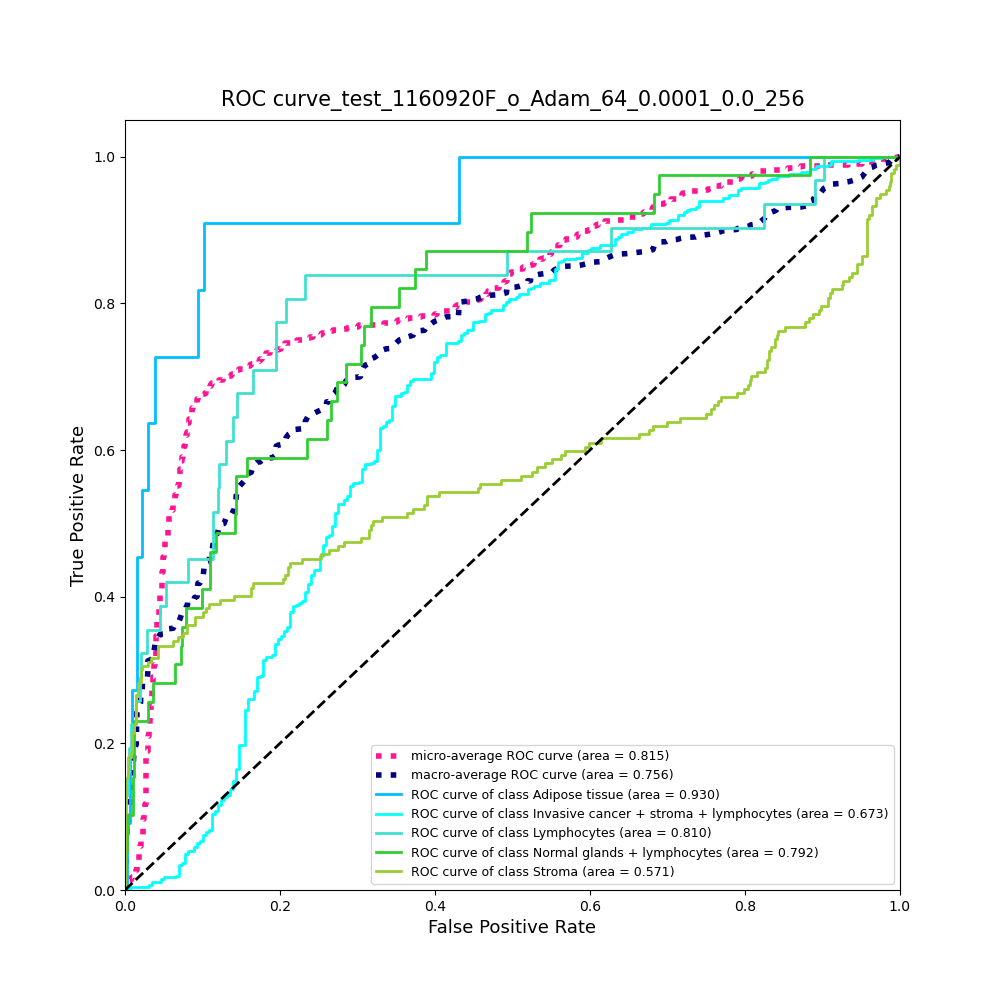 ROC curve_test_1160920F_o_Adam_64_0.0001_0.0_256
True Positive Rate
1.0
0.8
0.6
0.4
0.2
0.0
micro-average ROC curve (area = 0.815)
macro-average ROC curve (area = 0.756)
ROC curve of class Adipose tissue (area = 0.930)
ROC curve of class Invasive cancer + stroma + lymphocytes (area = 0.673)
ROC curve of class Lymphocytes (area = 0.810)
ROC curve of class Normal glands + lymphocytes (area = 0.792)
ROC curve of class Stroma (area = 0.571)
0.0 0.2 0.4 0.6 0.8 1.0
False Positive Rate